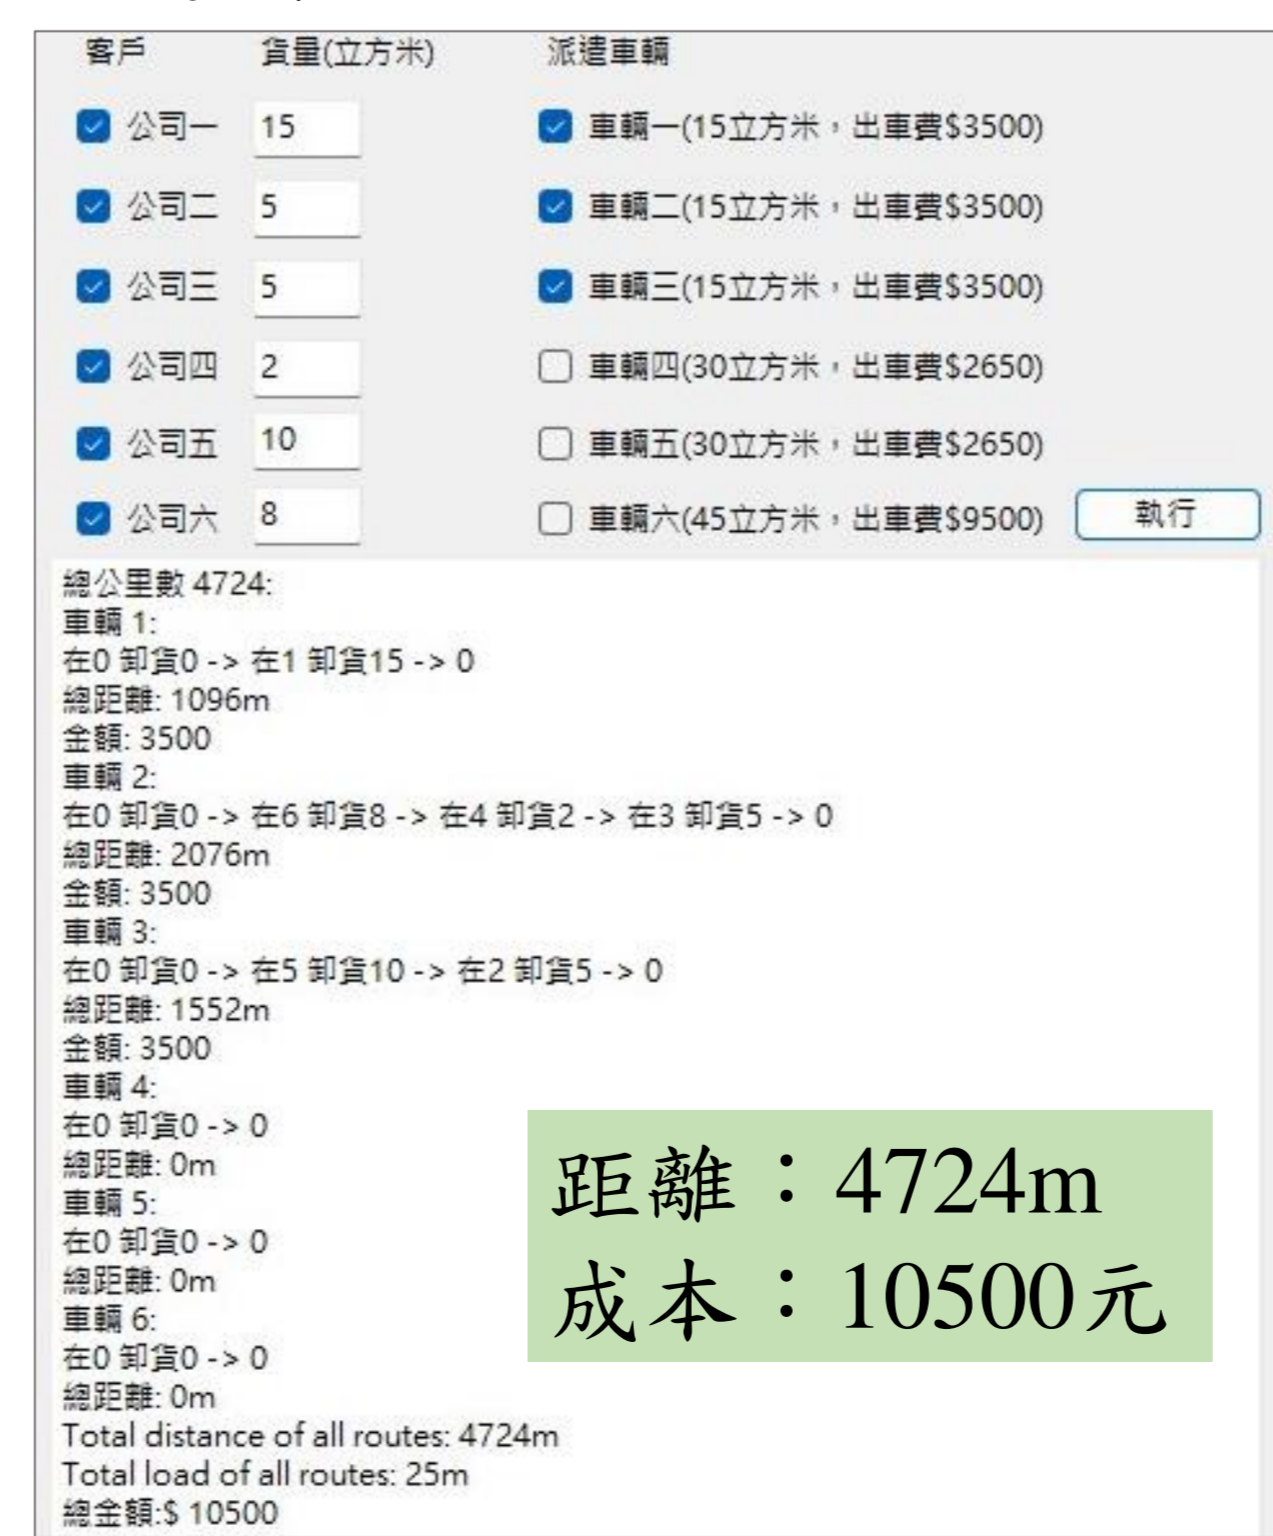 客戶 貨量(立方米) 派遣車輛
公司一 15 車輛一(15立方米，出車費$3500)
公司二 5 車輛二(15立方米，出車費$3500)
公司三 5 車輛三(15立方米，出車費$3500)
公司四 2 車輛四(30立方米，出車費$2650)
公司五 10 車輛五(30立方米，出車費$2650)
公司六 8 車輛六(45立方米，出車費$9500) 執行
總公里數 4724:
車輛 1:
在0 卸貨0 -> 在1 卸貨15 -> 0
總距離: 1096m
金額: 3500
車輛 2:
在0 卸貨0 -> 在6 卸貨8 -> 在4 卸貨2 -> 在3 卸貨5 -> 0
總距離: 2076m
金額: 3500
車輛 3:
在0 卸貨0 -> 在5 卸貨10 -> 在2 卸貨5 -> 0
總距離: 1552m
金額: 3500
車輛 4:
在0 卸貨0 -> 0
總距離: 0m
車輛 5:
在0 卸貨0 -> 0
總距離: 0m
車輛 6:
在0 卸貨0 -> 0
總距離: 0m
Total distance of all routes: 4724m
Total load of all routes: 25m
總金額:$ 10500
距離：4724m
成本：10500元